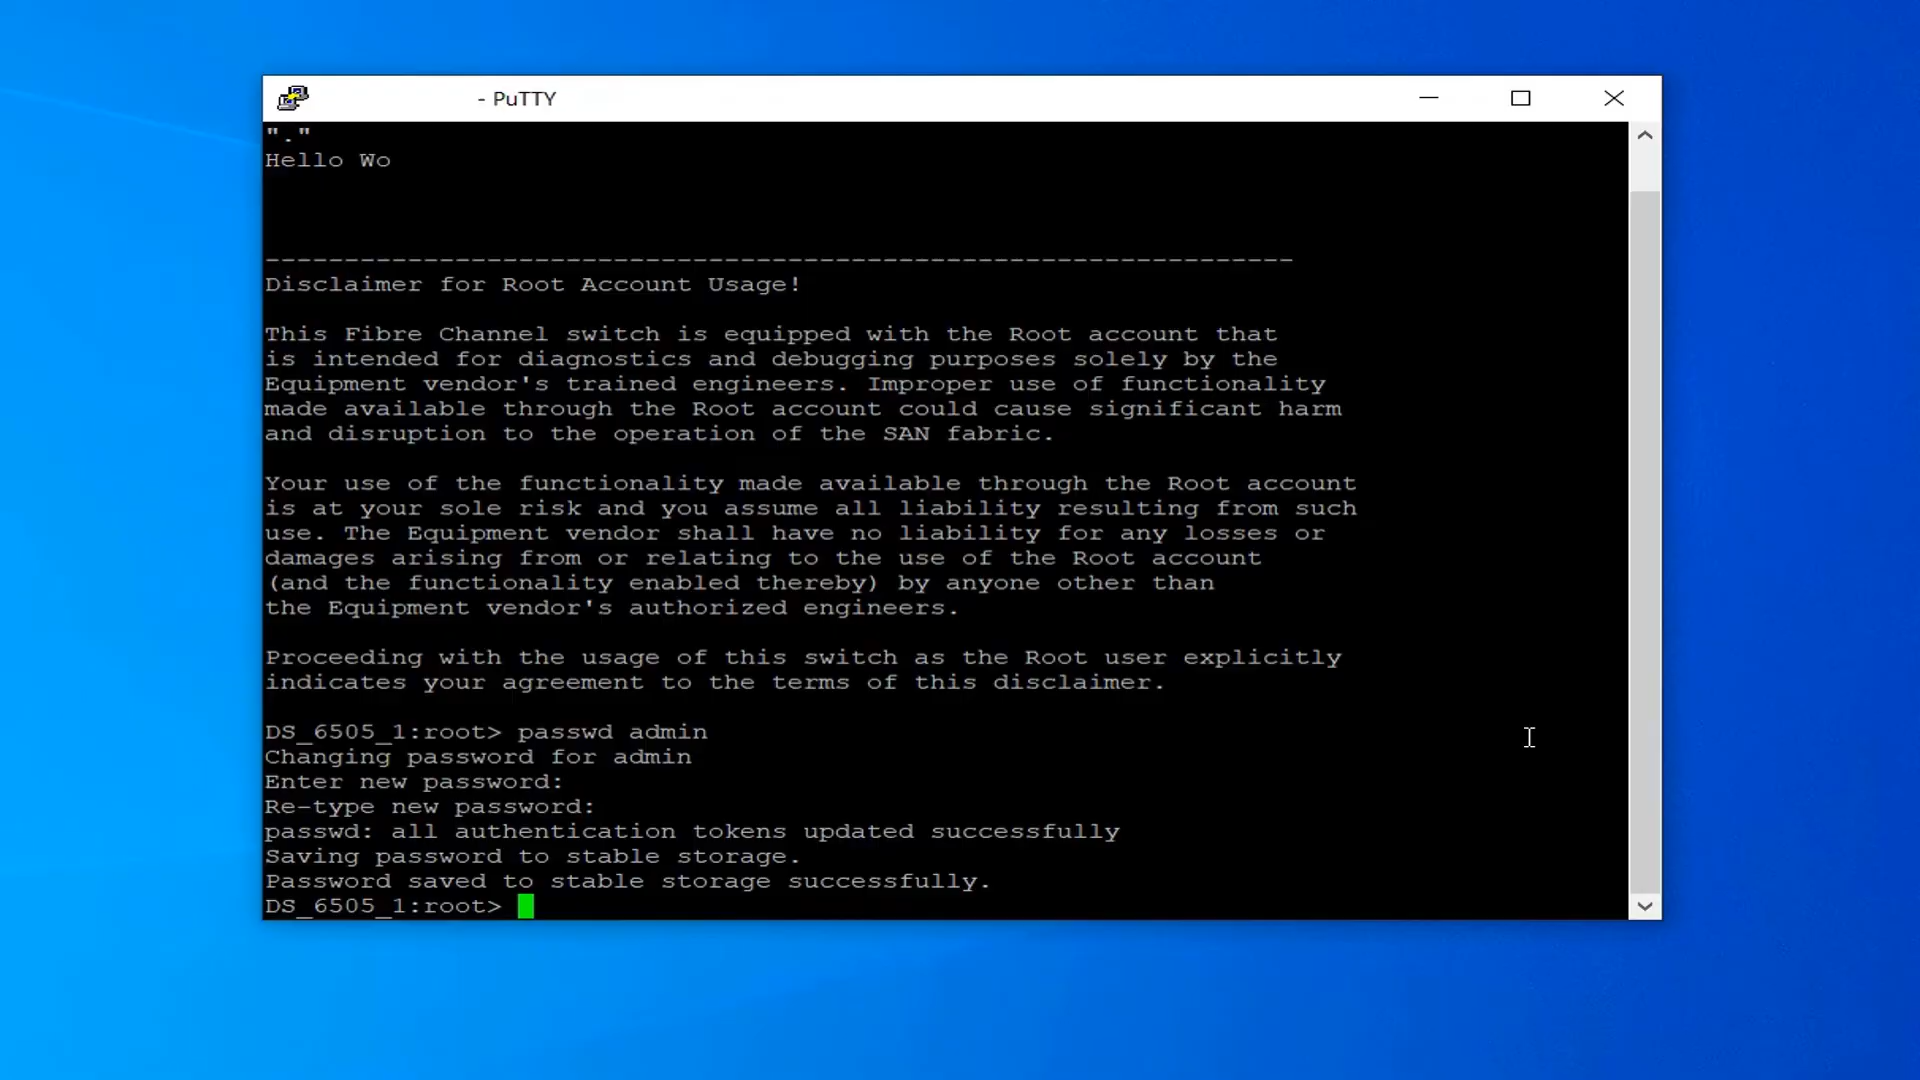 - PuTTY
"."
Hello Wo
-----------------------------------------------------------------
Disclaimer for Root Account Usage!
This Fibre Channel switch is equipped with the Root account that
is intended for diagnostics and debugging purposes solely by the
Equipment vendor's trained engineers. Improper use of functionality
made available through the Root account could cause significant harm
and disruption to the operation of the SAN fabric.
Your use of the functionality made available through the Root account
is at your sole risk and you assume all liability resulting from such
use. The Equipment vendor shall have no liability for any losses or
damages arising from or relating to the use of the Root account
(and the functionality enabled thereby) by anyone other than
the Equipment vendor's authorized engineers.
Proceeding with the usage of this switch as the Root user explicitly
indicates your agreement to the terms of this disclaimer.
DS_6505_1:root> passwd admin
Changing password for admin
Enter new password:
Re-type new password:
passwd: all authentication tokens updated successfully
Saving password to stable storage.
Password saved to stable storage successfully.
DS_6505_1:root>